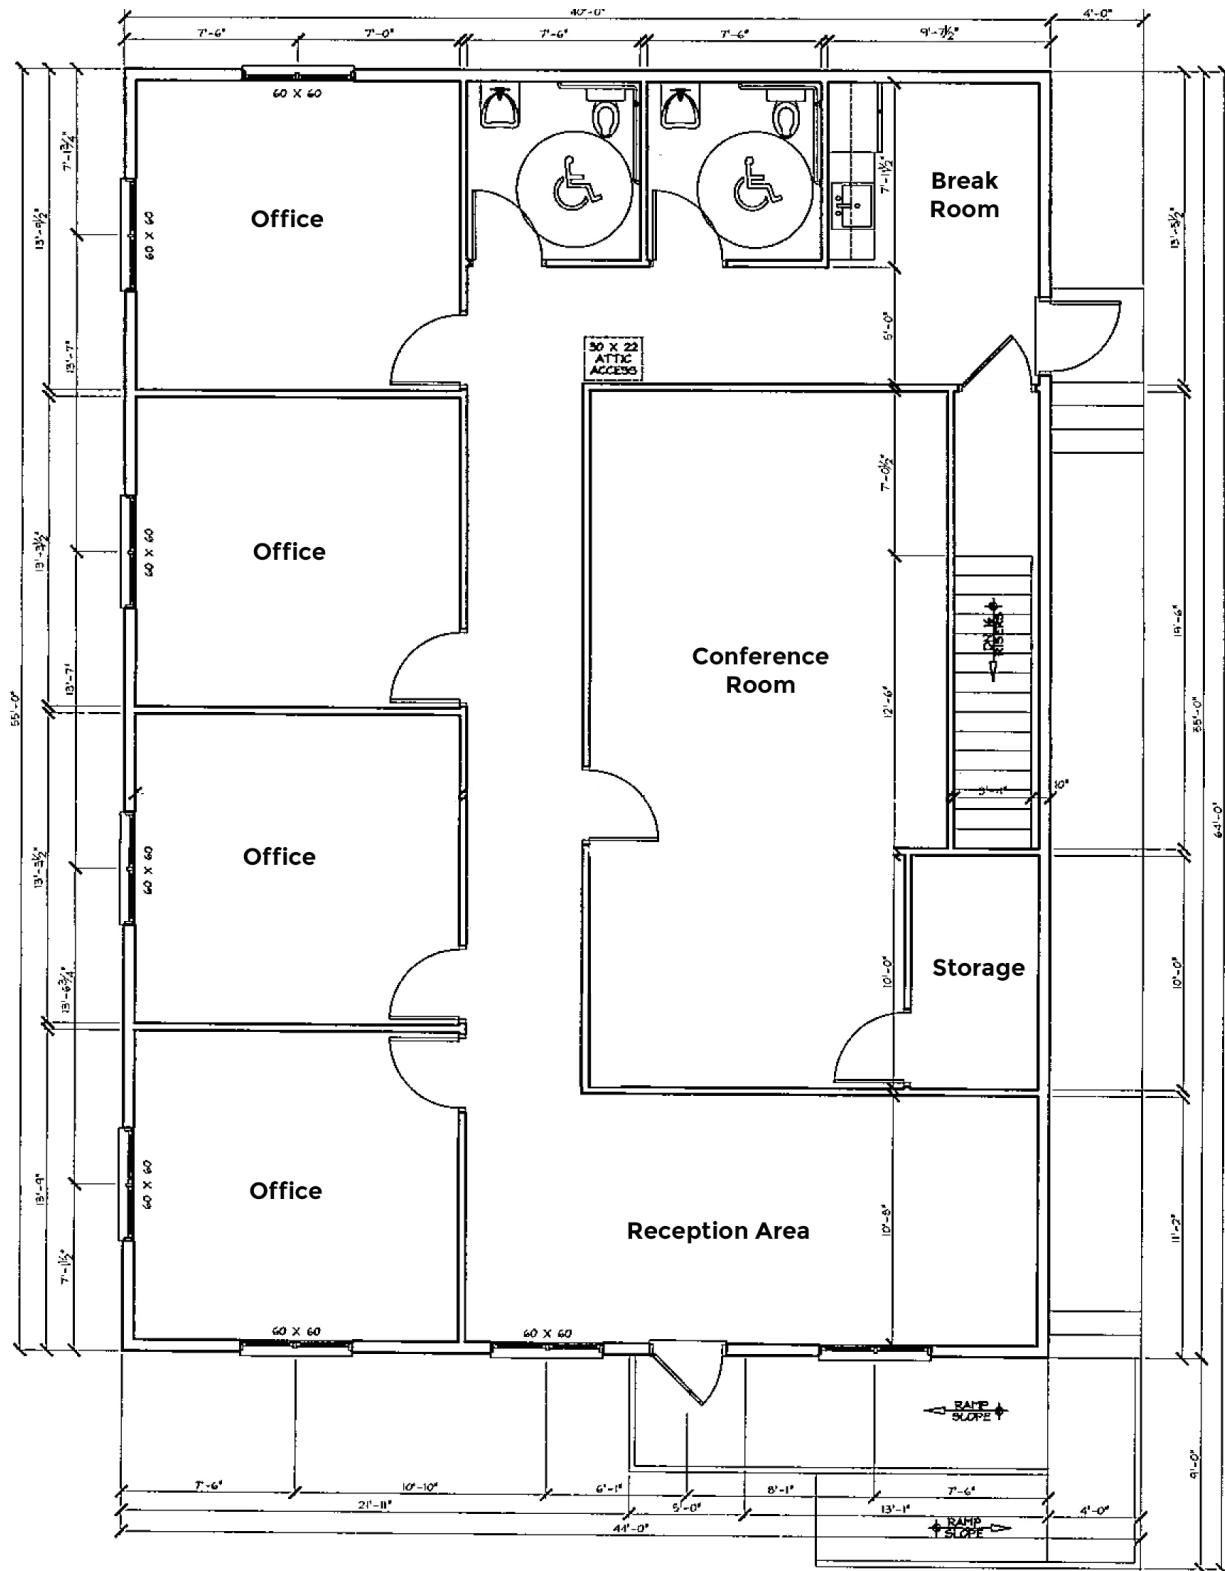 40'-0"
4'-0"
7'-6"
7'-0"
7'-6"
7'-6"
9'-7½"
60 X 60
7'-1¾"
13'-9½"
60 X 60
Office
7'-11½"
Break
Room
13'-5½"
5'-0"
30 X 22
ATTIC
ACCESS
13'-7"
7'-0½"
13'-3½"
60 X 60
Office
DN 16
RISERS
19'-6"
Conference
Room
13'-7"
55'-0"
12'-6"
55'-0"
64'-0"
10"
13'-3½"
60 X 60
Office
Storage
13'-6¾"
10'-0"
10'-0"
60 X 60
Office
13'-9"
Reception Area
10'-8"
11'-2"
7'-1½"
60 X 60
60 X 60
RAMP
SLOPE
7'-6"
10'-10"
6'-1"
8'-1"
7'-6"
9'-0"
21'-11"
5'-0"
13'-1"
4'-0"
44'-0"
RAMP
SLOPE